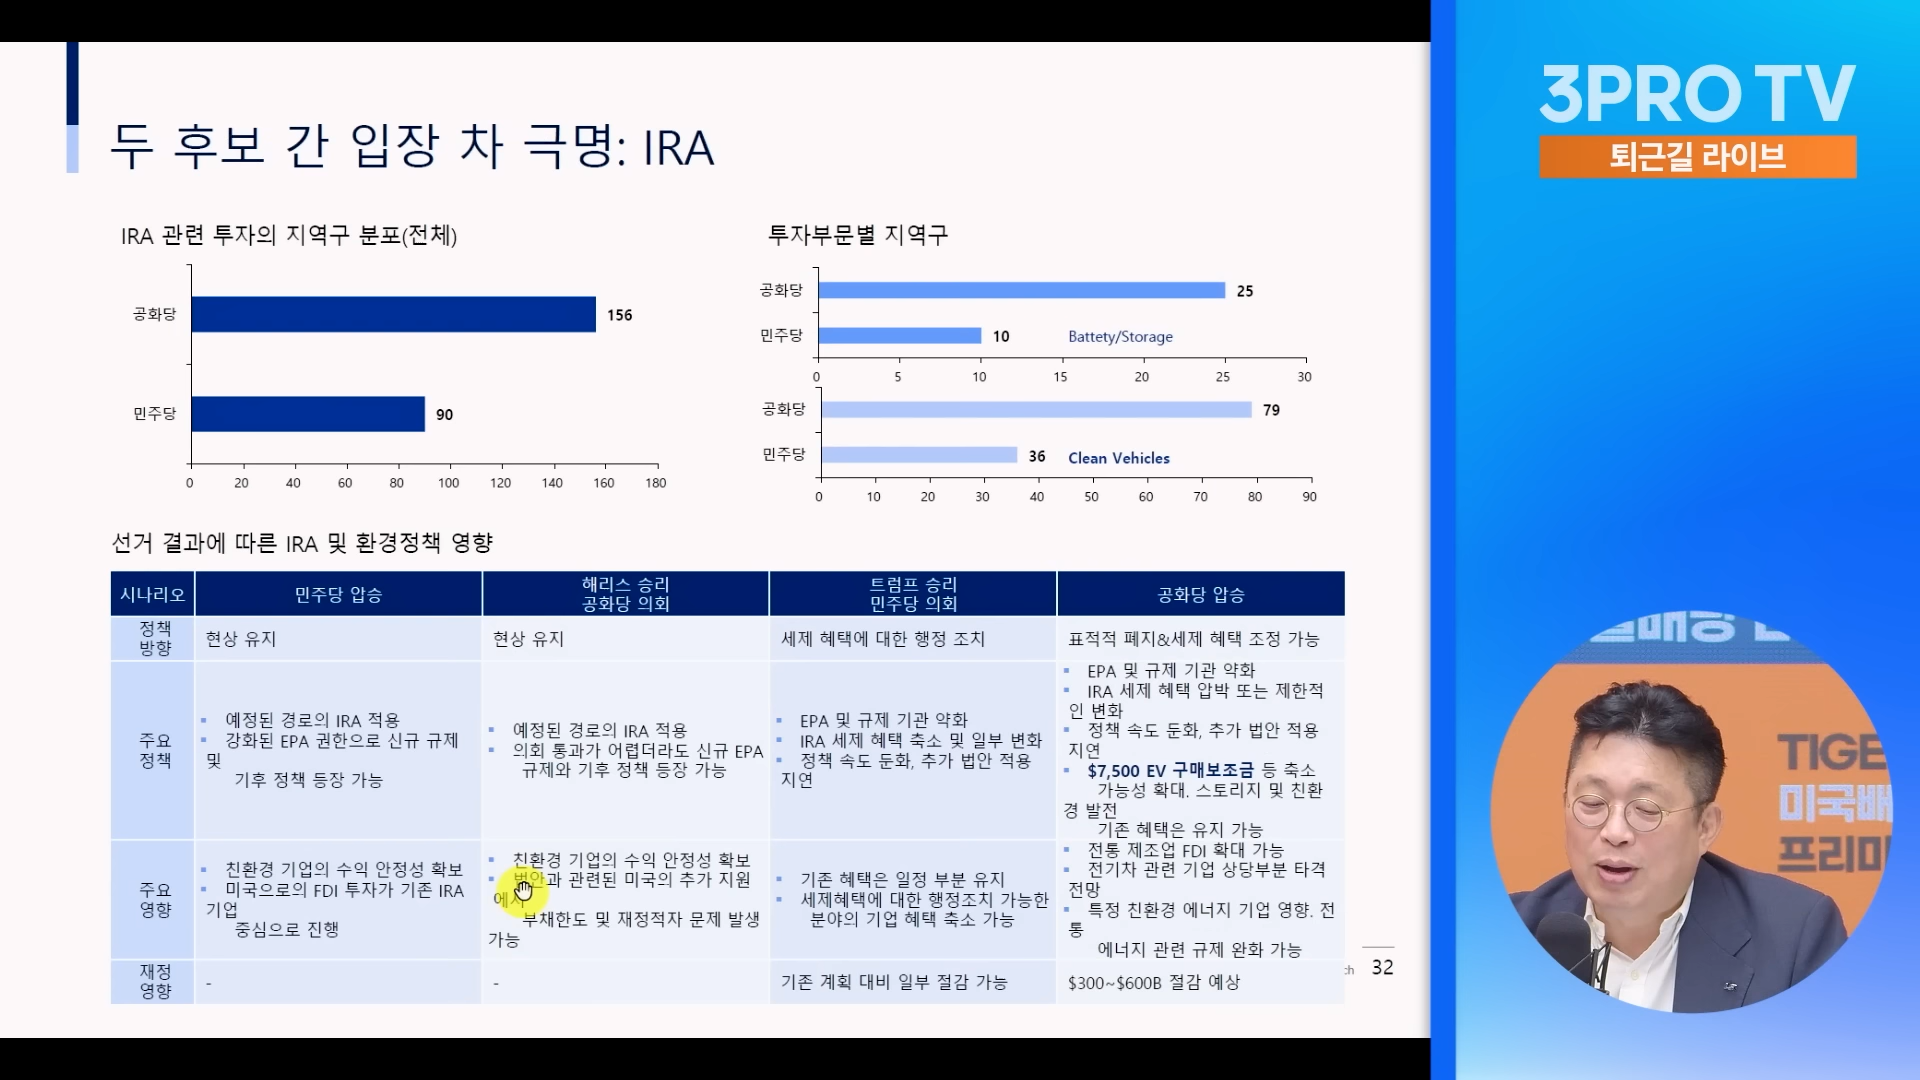 3PRO TV
퇴근길 라이브
두 후보 간 입장 차 극명: IRA
IRA 관련 투자의 지역구 분포(전체)
공화당
156
민주당
90
0 20 40 60 80 100 120 140 160 180
투자부문별 지역구
공화당
25
민주당
10
Battety/Storage
0 5 10 15 20 25 30
공화당
79
민주당
36
Clean Vehicles
0 10 20 30 40 50 60 70 80 90
선거 결과에 따른 IRA 및 환경정책 영향
시나리오
민주당 압승
해리스 승리
공화당 의회
트럼프 승리
민주당 의회
공화당 압승
정책
방향
현상 유지
현상 유지
세제 혜택에 대한 행정 조치
표적적 폐지&세제 혜택 조정 가능
주요
정책
▪ 예정된 경로의 IRA 적용
▪ 강화된 EPA 권한으로 신규 규제
및
기후 정책 등장 가능
▪ 예정된 경로의 IRA 적용
▪ 의회 통과가 어렵더라도 신규 EPA
규제와 기후 정책 등장 가능
▪ EPA 및 규제 기관 약화
▪ IRA 세제 혜택 축소 및 일부 변화
▪ 정책 속도 둔화, 추가 법안 적용
지연
▪ EPA 및 규제 기관 약화
▪ IRA 세제 혜택 압박 또는 제한적
인 변화
▪ 정책 속도 둔화, 추가 법안 적용
지연
▪ $7,500 EV 구매보조금 등 축소
가능성 확대. 스토리지 및 친환
경 발전
기존 혜택은 유지 가능
주요
영향
▪ 친환경 기업의 수익 안정성 확보
▪ 미국으로의 FDI 투자가 기존 IRA
기업
중심으로 진행
▪ 친환경 기업의 수익 안정성 확보
▪ 법안과 관련된 미국의 추가 지원
에서
부채한도 및 재정적자 문제 발생
가능
▪ 기존 혜택은 일정 부분 유지
▪ 세제혜택에 대한 행정조치 가능한
분야의 기업 혜택 축소 가능
▪ 전통 제조업 FDI 확대 가능
▪ 전기차 관련 기업 상당부분 타격
전망
▪ 특정 친환경 에너지 기업 영향. 전
통
에너지 관련 규제 완화 가능
재정
영향
-
-
기존 계획 대비 일부 절감 가능
$300~$600B 절감 예상
ch 32
TIGE
미국배
프리미